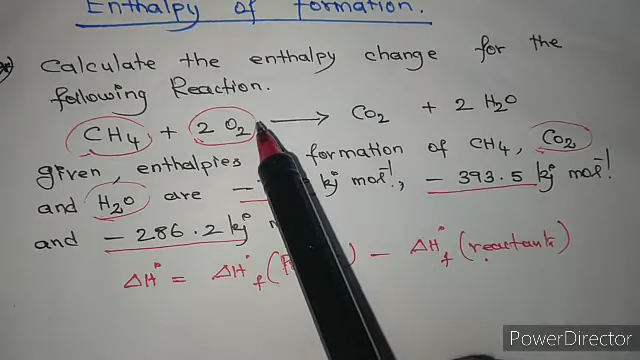 Enthalpy of formation.
Calculate the enthalpy change for the
following Reaction.
CH4 + 2 O2 → CO2 + 2 H2O
given, enthalpies formation of CH4, CO2
and H2O are – kj mol⁻¹, – 393.5 kj mol⁻¹
and – 286.2 kj
ΔH° = ΔH°f ( ) – ΔH°f (reactants)
PowerDirector